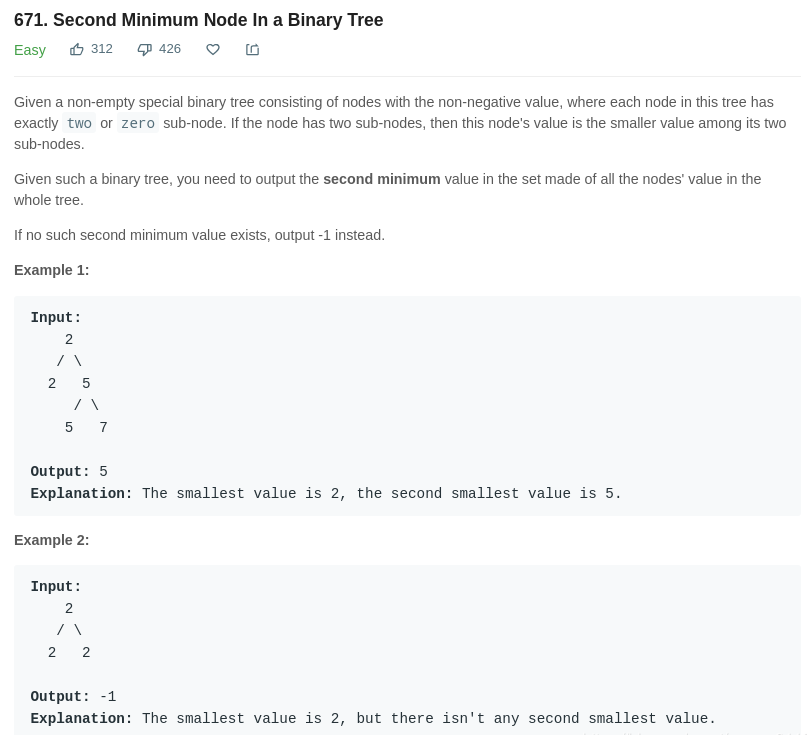 671. Second Minimum Node In a Binary Tree
Easy 312 426
Given a non-empty special binary tree consisting of nodes with the non-negative value, where each node in this tree has
exactly two or zero sub-node. If the node has two sub-nodes, then this node's value is the smaller value among its two
sub-nodes.
Given such a binary tree, you need to output the second minimum value in the set made of all the nodes' value in the
whole tree.
If no such second minimum value exists, output -1 instead.
Example 1:
Input:
2
/ \
2 5
/ \
5 7
Output: 5
Explanation: The smallest value is 2, the second smallest value is 5.
Example 2:
Input:
2
/ \
2 2
Output: -1
Explanation: The smallest value is 2, but there isn't any second smallest value.